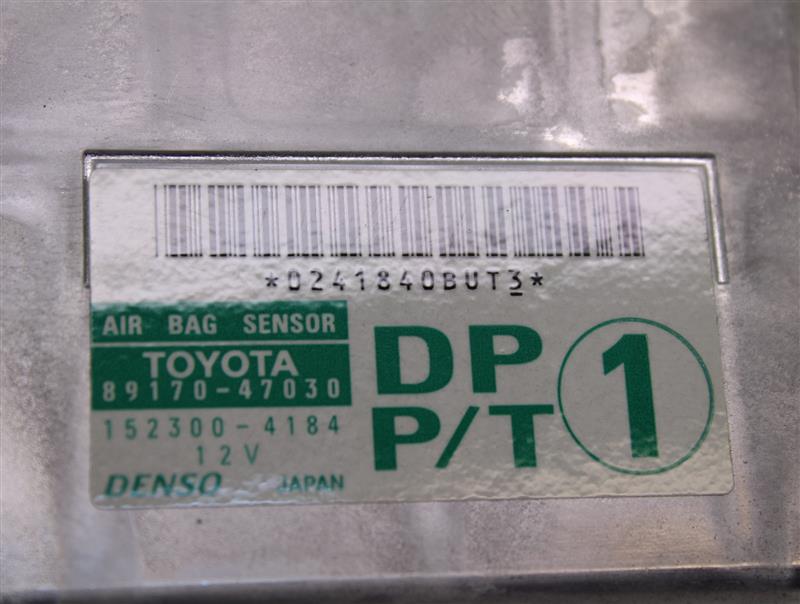 *0241840BUT3*
AIR BAG SENSOR
TOYOTA
89170-47030
152300-4184
12V
DENSO JAPAN
DP
P/T
1